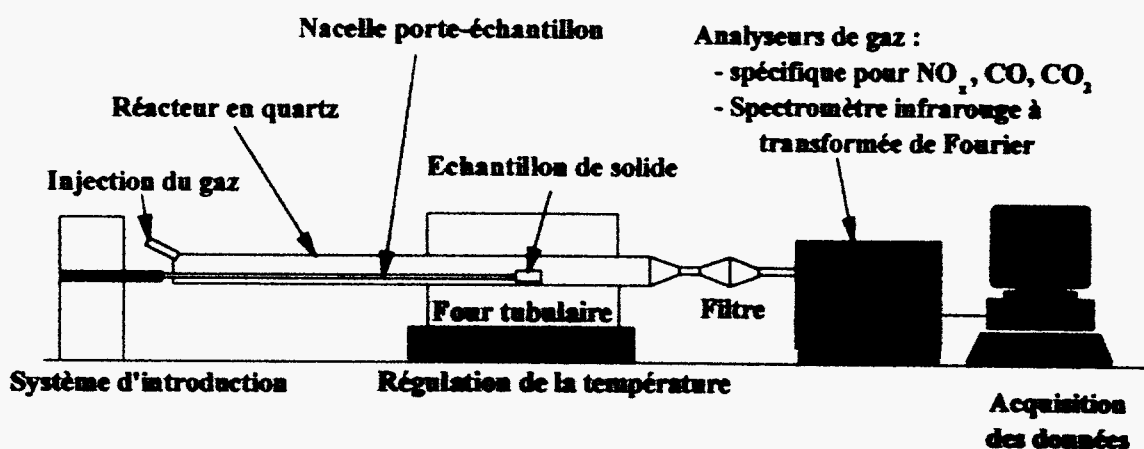 Nacelle porte-échantillon
Analyseurs de gaz :
- spécifique pour NOx, CO, CO2
- Spectromètre infrarouge à
transformée de Fourier
Réacteur en quartz
Echantillon de solide
Injection du gaz
Four tubulaire
Filtre
Système d'introduction
Régulation de la température
Acquisition
des données